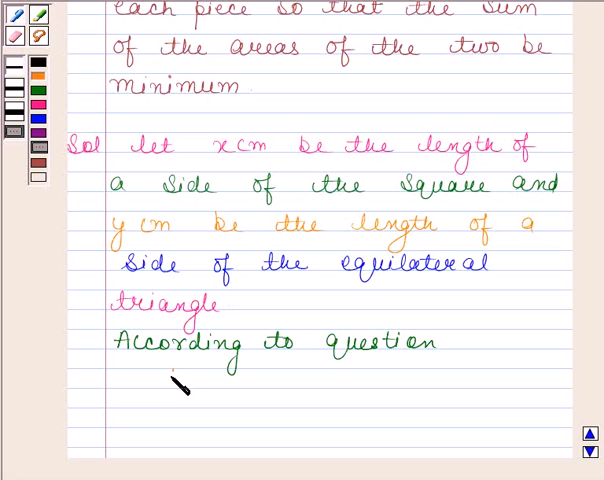 each piece so that the sum
of the areas of the two be
minimum.
Sol let x cm be the length of
a side of the square and
y cm be the length of a
side of the equilateral
triangle
According to question